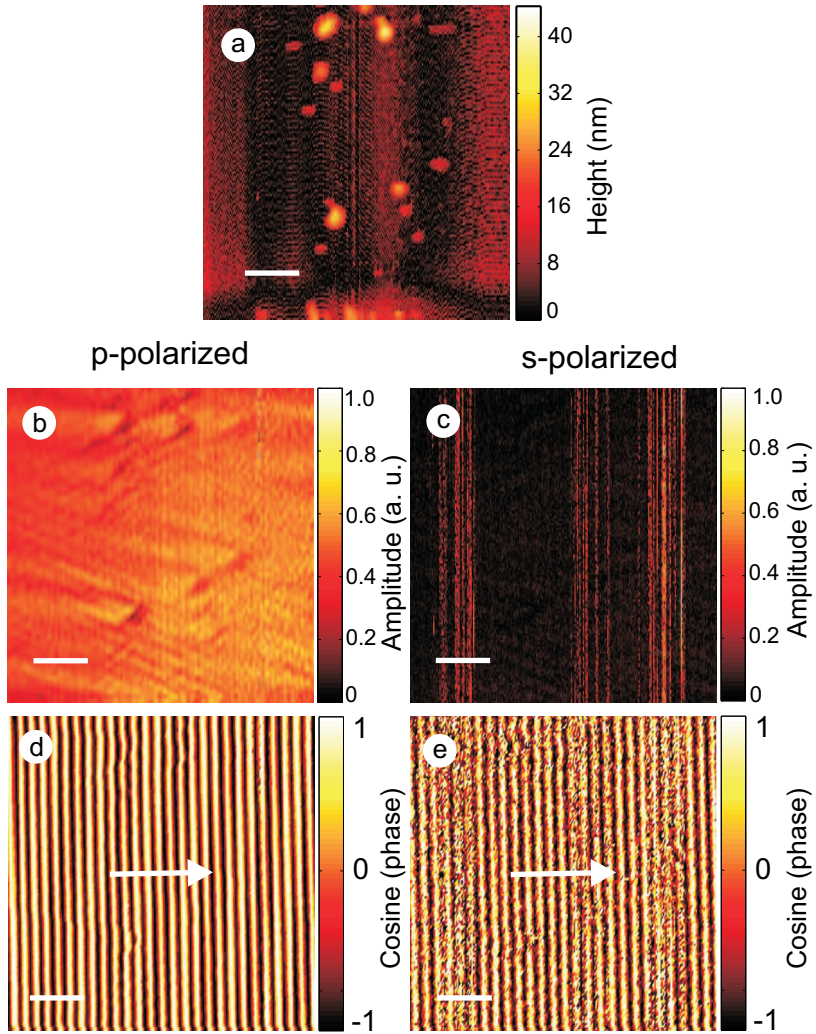 a
40
32
24
16
8
0
Height (nm)
p-polarized
s-polarized
b
1.0
0.8
0.6
0.4
0.2
0
Amplitude (a. u.)
c
1.0
0.8
0.6
0.4
0.2
0
Amplitude (a. u.)
d
1
0
-1
Cosine (phase)
e
1
0
-1
Cosine (phase)